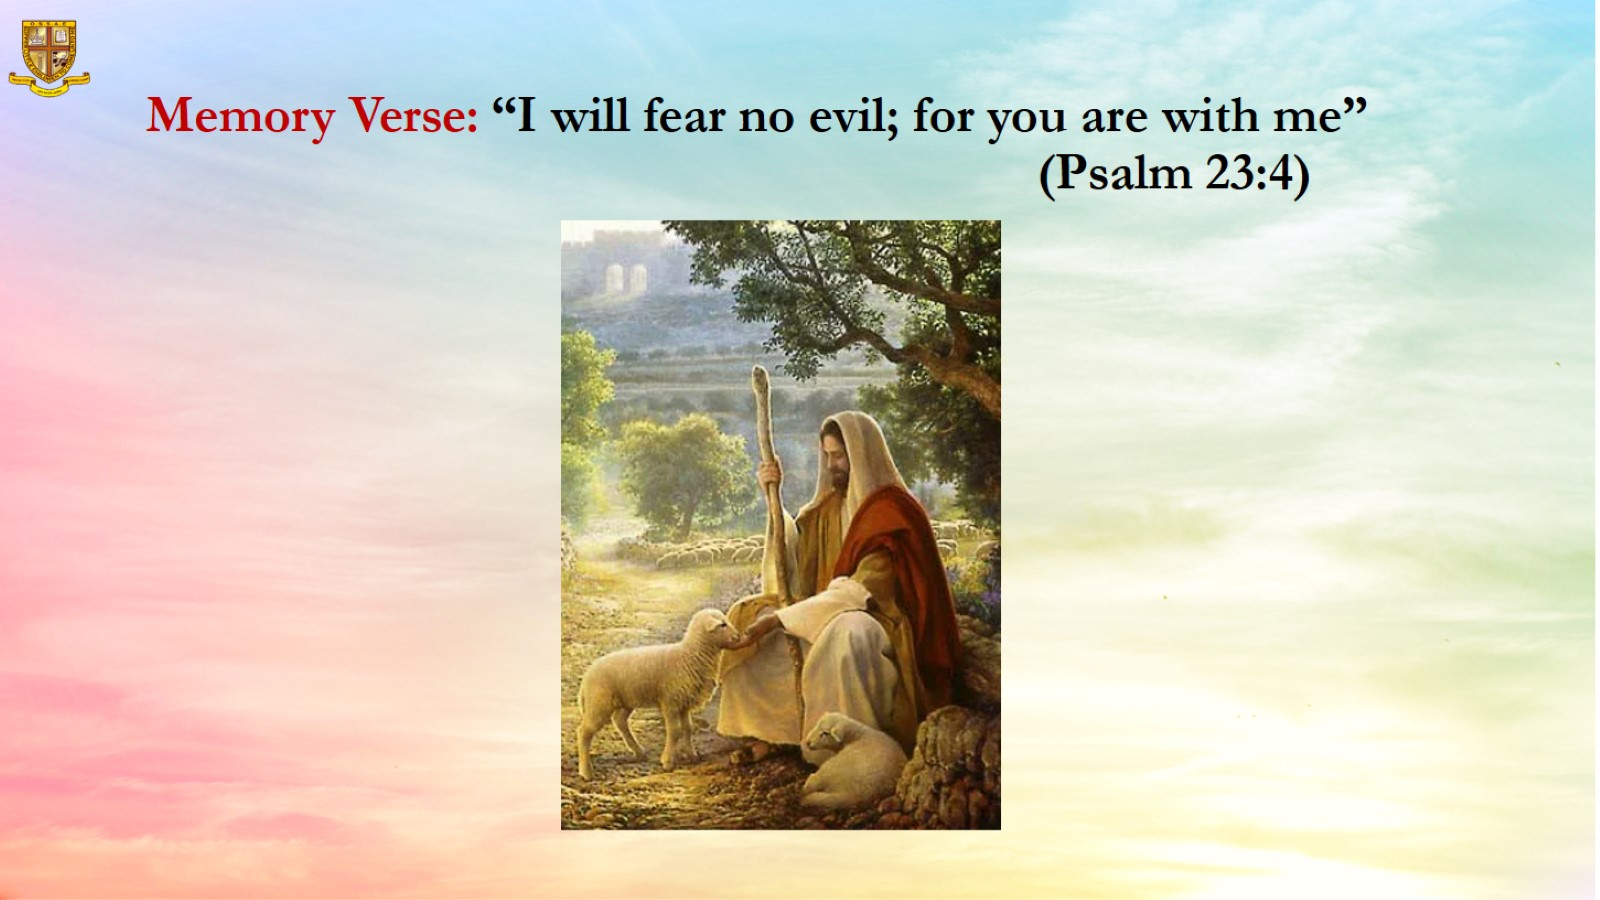 O.S.S.A.E
Memory Verse: “I will fear no evil; for you are with me”
(Psalm 23:4)